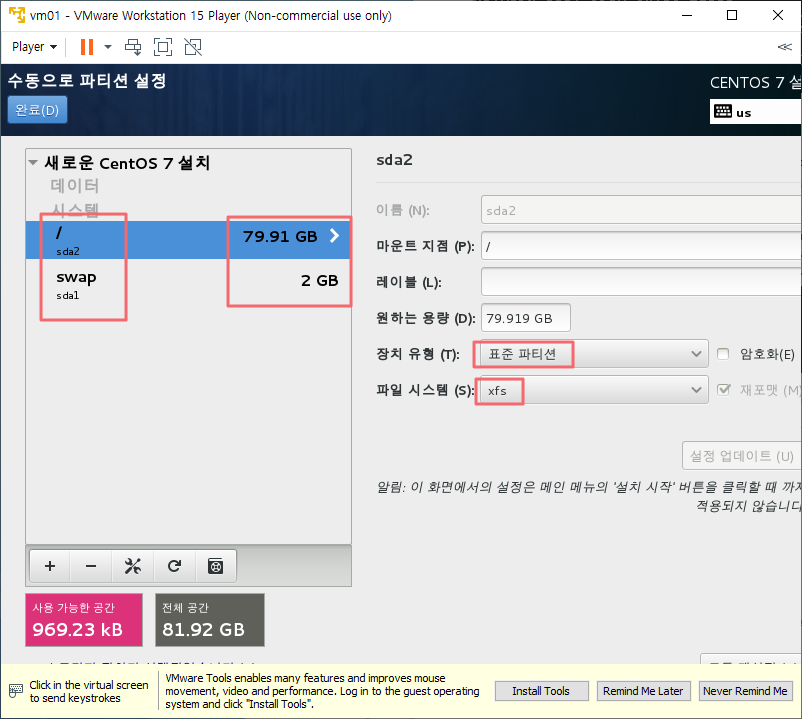 vm01 - VMware Workstation 15 Player (Non-commercial use only)
Player
수동으로 파티션 설정
완료(D)
CENTOS 7 설
us
새로운 CentOS 7 설치
데이터
시스템
/
79.91 GB
sda2
swap
2 GB
sda1
sda2
이름 (N):
sda2
마운트 지점 (P):
/
레이블 (L):
원하는 용량 (D):
79.919 GB
장치 유형 (T):
표준 파티션
암호화(E)
파일 시스템 (S):
xfs
재포맷 (M)
설정 업데이트 (U)
알림: 이 화면에서의 설정은 메인 메뉴의 '설치 시작' 버튼을 클릭할 때 까지
적용되지 않습니다
사용 가능한 공간
969.23 kB
전체 공간
81.92 GB
Click in the virtual screen
to send keystrokes
VMware Tools enables many features and improves mouse
movement, video and performance. Log in to the guest operating
system and click "Install Tools".
Install Tools
Remind Me Later
Never Remind Me